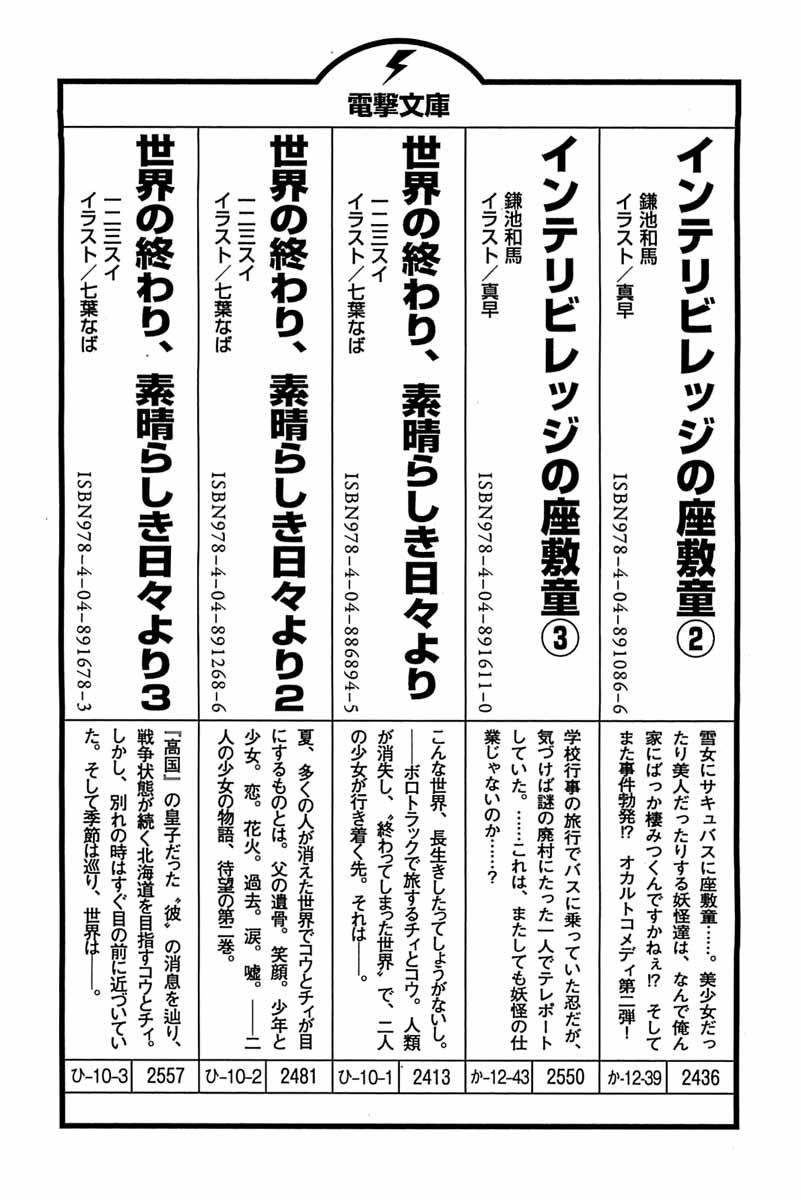 電撃文庫
インテリビレッジの座敷童②
鎌池和馬
イラスト/真早
ISBN978-4-04-891086-6
雪女にサキュバスに座敷童……。美少女だっ
たり美人だったりする妖怪達は、なんで俺ん
家にばっか棲みつくんですかねぇ!? そして
また事件勃発!? オカルトコメディ第二弾!
か-12-39
2436
インテリビレッジの座敷童③
鎌池和馬
イラスト/真早
ISBN978-4-04-891611-0
学校行事の旅行でバスに乗っていた忍だが、
気づけば謎の廃村にたった一人でテレポート
していた。……これは、またしても妖怪の仕
業じゃないのか……?
か-12-43
2550
世界の終わり、素晴らしき日々より
一二三スイ
イラスト/七葉なば
ISBN978-4-04-886894-5
こんな世界、長生きしたってしょうがないし。
——ボロトラックで旅するチィとコウ。人類
が消失し、〝終わってしまった世界〟で、二人
の少女が行き着く先。それは——。
ひ-10-1
2413
世界の終わり、素晴らしき日々より2
一二三スイ
イラスト/七葉なば
ISBN978-4-04-891268-6
夏、多くの人が消えた世界でコウとチィが目
にするものとは。父の遺骨。笑顔。少年と
少女。恋。花火。過去。涙。嘘。——二
人の少女の物語、待望の第二巻。
ひ-10-2
2481
世界の終わり、素晴らしき日々より3
一二三スイ
イラスト/七葉なば
ISBN978-4-04-891678-3
『高国』の皇子だった〝彼〟の消息を辿り、
戦争状態が続く北海道を目指すコウとチィ。
しかし、別れの時はすぐ目の前に近づいてい
た。そして季節は巡り、世界は——。
ひ-10-3
2557